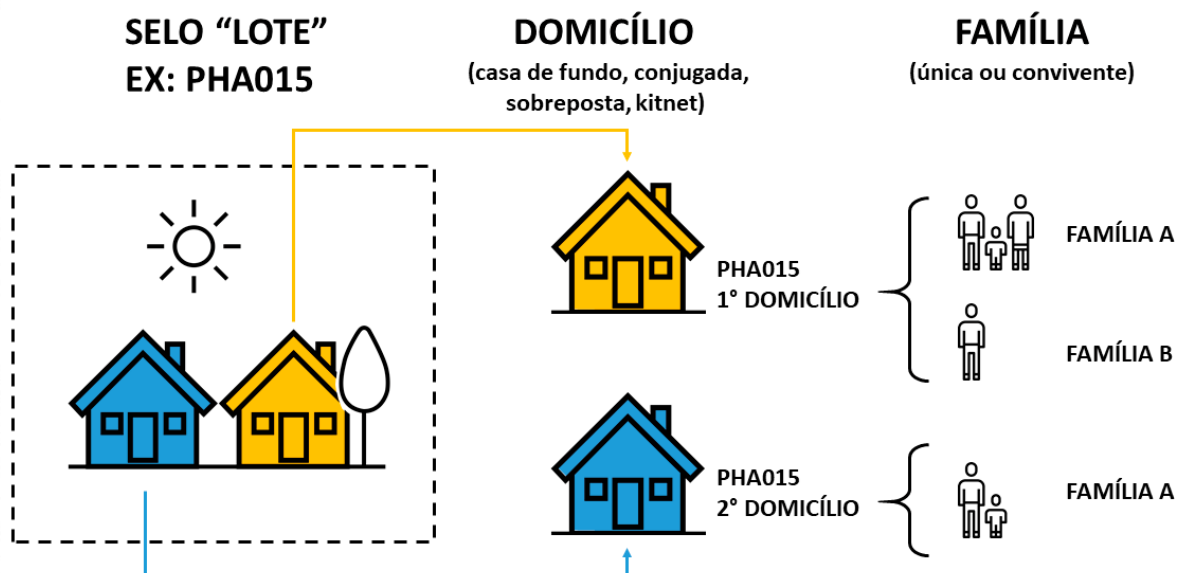 SELO “LOTE”
EX: PHA015
DOMICÍLIO
(casa de fundo, conjugada,
sobreposta, kitnet)
FAMÍLIA
(única ou convivente)
PHA015
1° DOMICÍLIO
FAMÍLIA A
FAMÍLIA B
PHA015
2° DOMICÍLIO
FAMÍLIA A